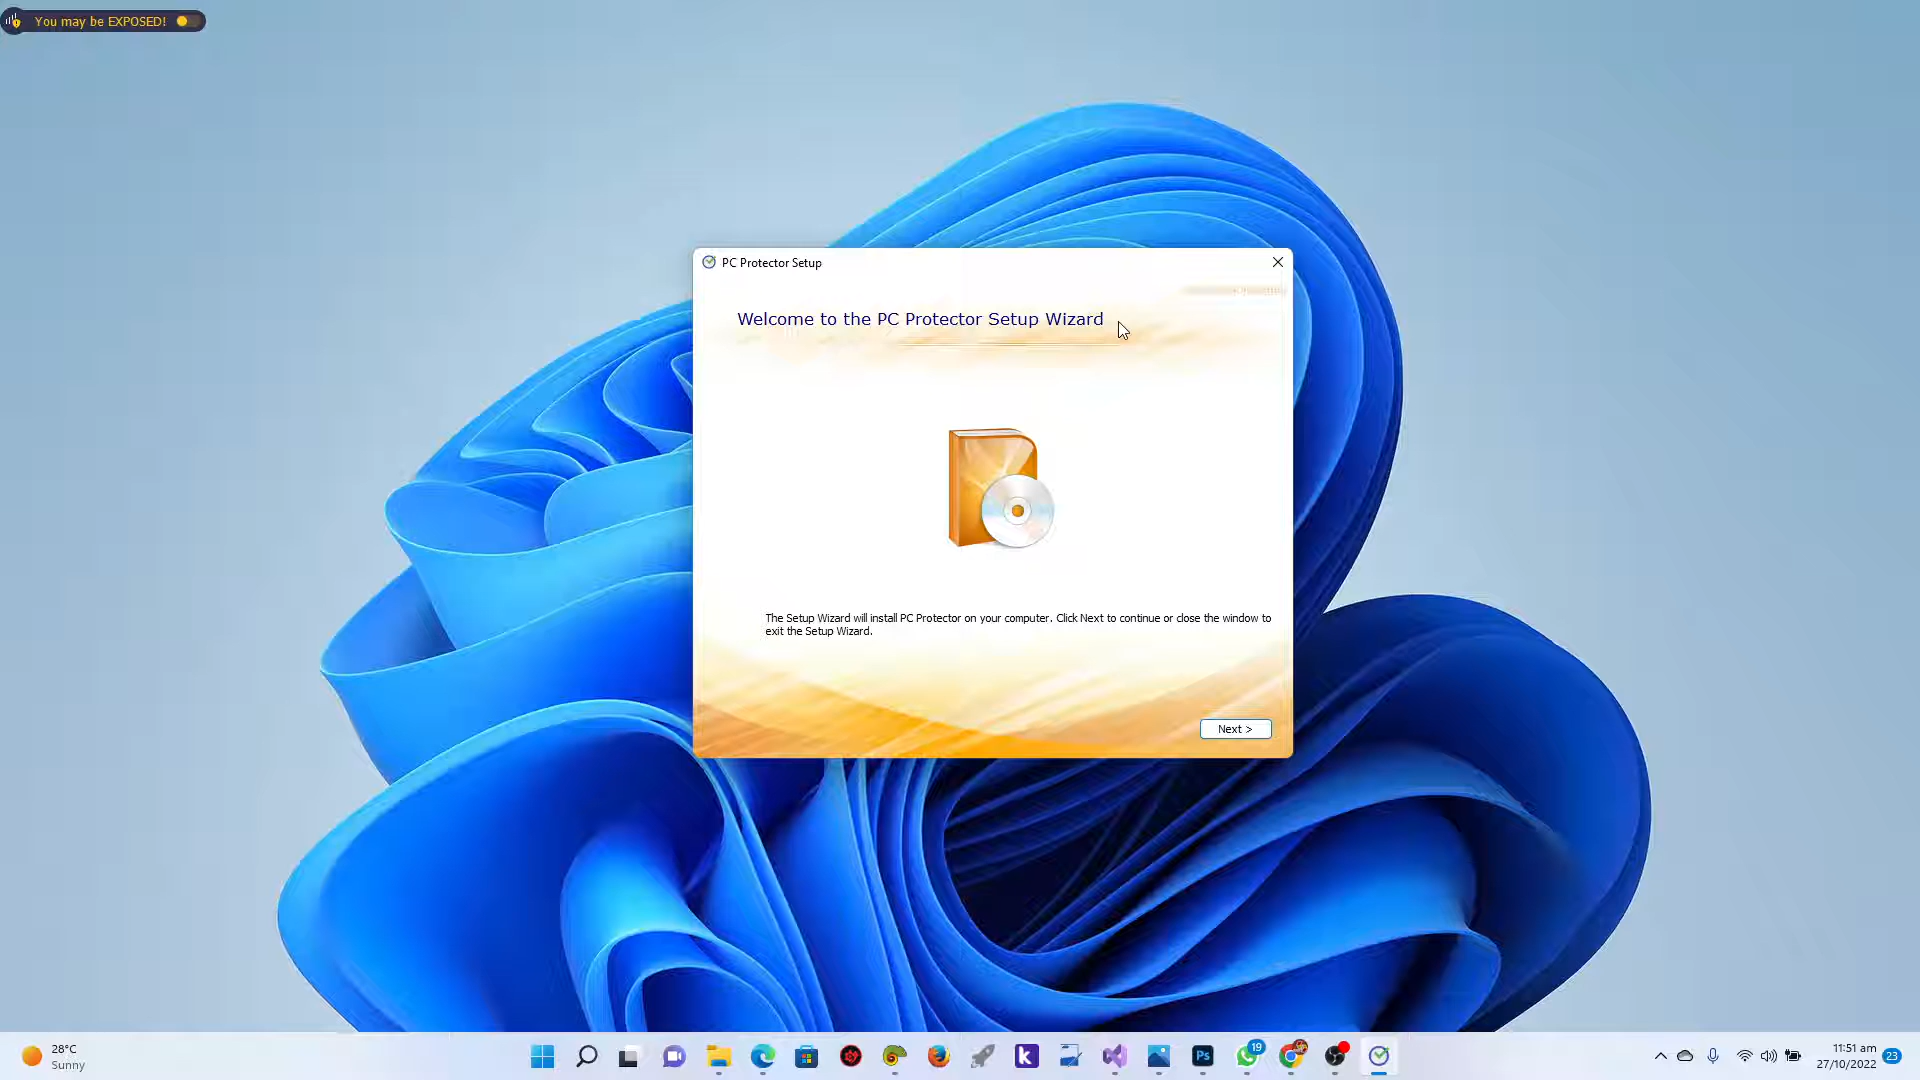 You may be EXPOSED!
PC Protector Setup
Welcome to the PC Protector Setup Wizard
The Setup Wizard will install PC Protector on your computer. Click Next to continue or close the window to
exit the Setup Wizard.
Next >
28°C
Sunny
Ps
19
11:51 am
27/10/2022
23